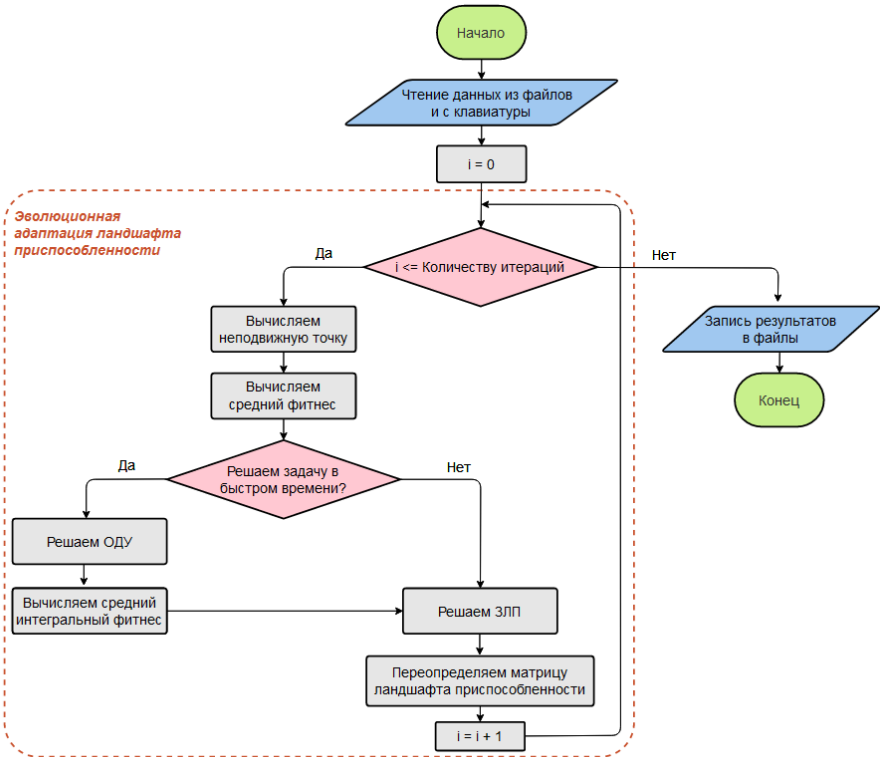 Начало
Чтение данных из файлов
и с клавиатуры
i = 0
Эволюционная
адаптация ландшафта
приспособленности
Да
i <= Количеству итераций
Нет
Вычисляем
неподвижную точку
Запись результатов
в файлы
Вычисляем
средний фитнес
Конец
Да
Решаем задачу в
быстром времени?
Нет
Решаем ОДУ
Вычисляем средний
интегральный фитнес
Решаем ЗЛП
Переопределяем матрицу
ландшафта приспособленности
i = i + 1